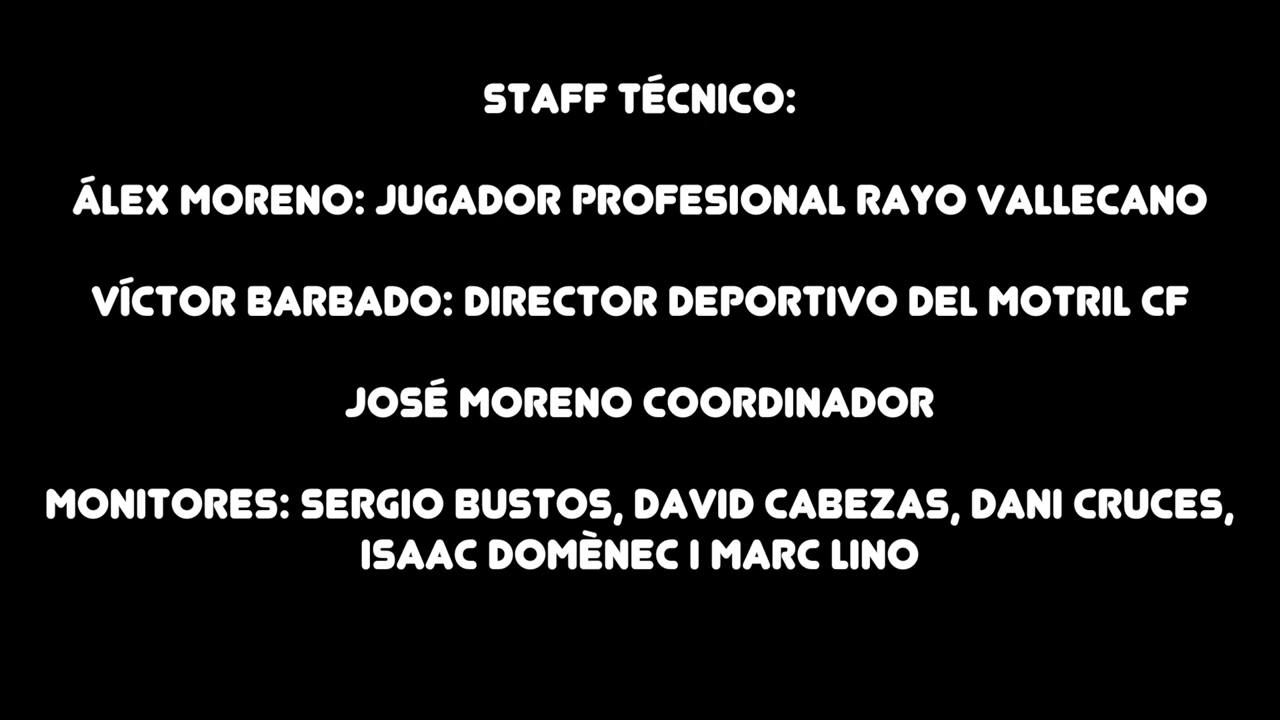 STAFF TÉCNICO:
ÁLEX MORENO: JUGADOR PROFESIONAL RAYO VALLECANO
VÍCTOR BARBADO: DIRECTOR DEPORTIVO DEL MOTRIL CF
JOSÉ MORENO COORDINADOR
MONITORES: SERGIO BUSTOS, DAVID CABEZAS, DANI CRUCES,
ISAAC DOMÈNEC I MARC LINO